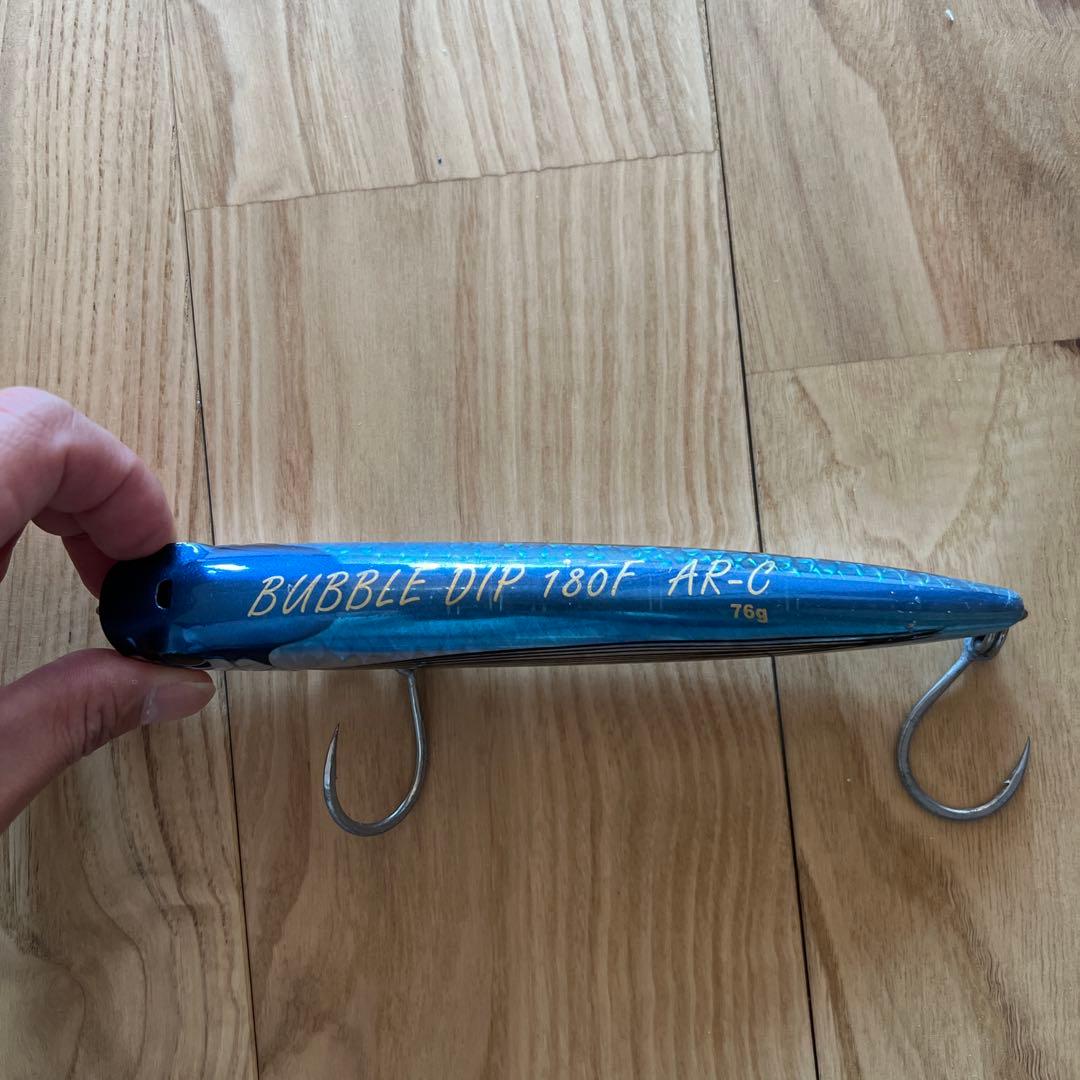 BUBBLE DIP 180F AR-C
76g